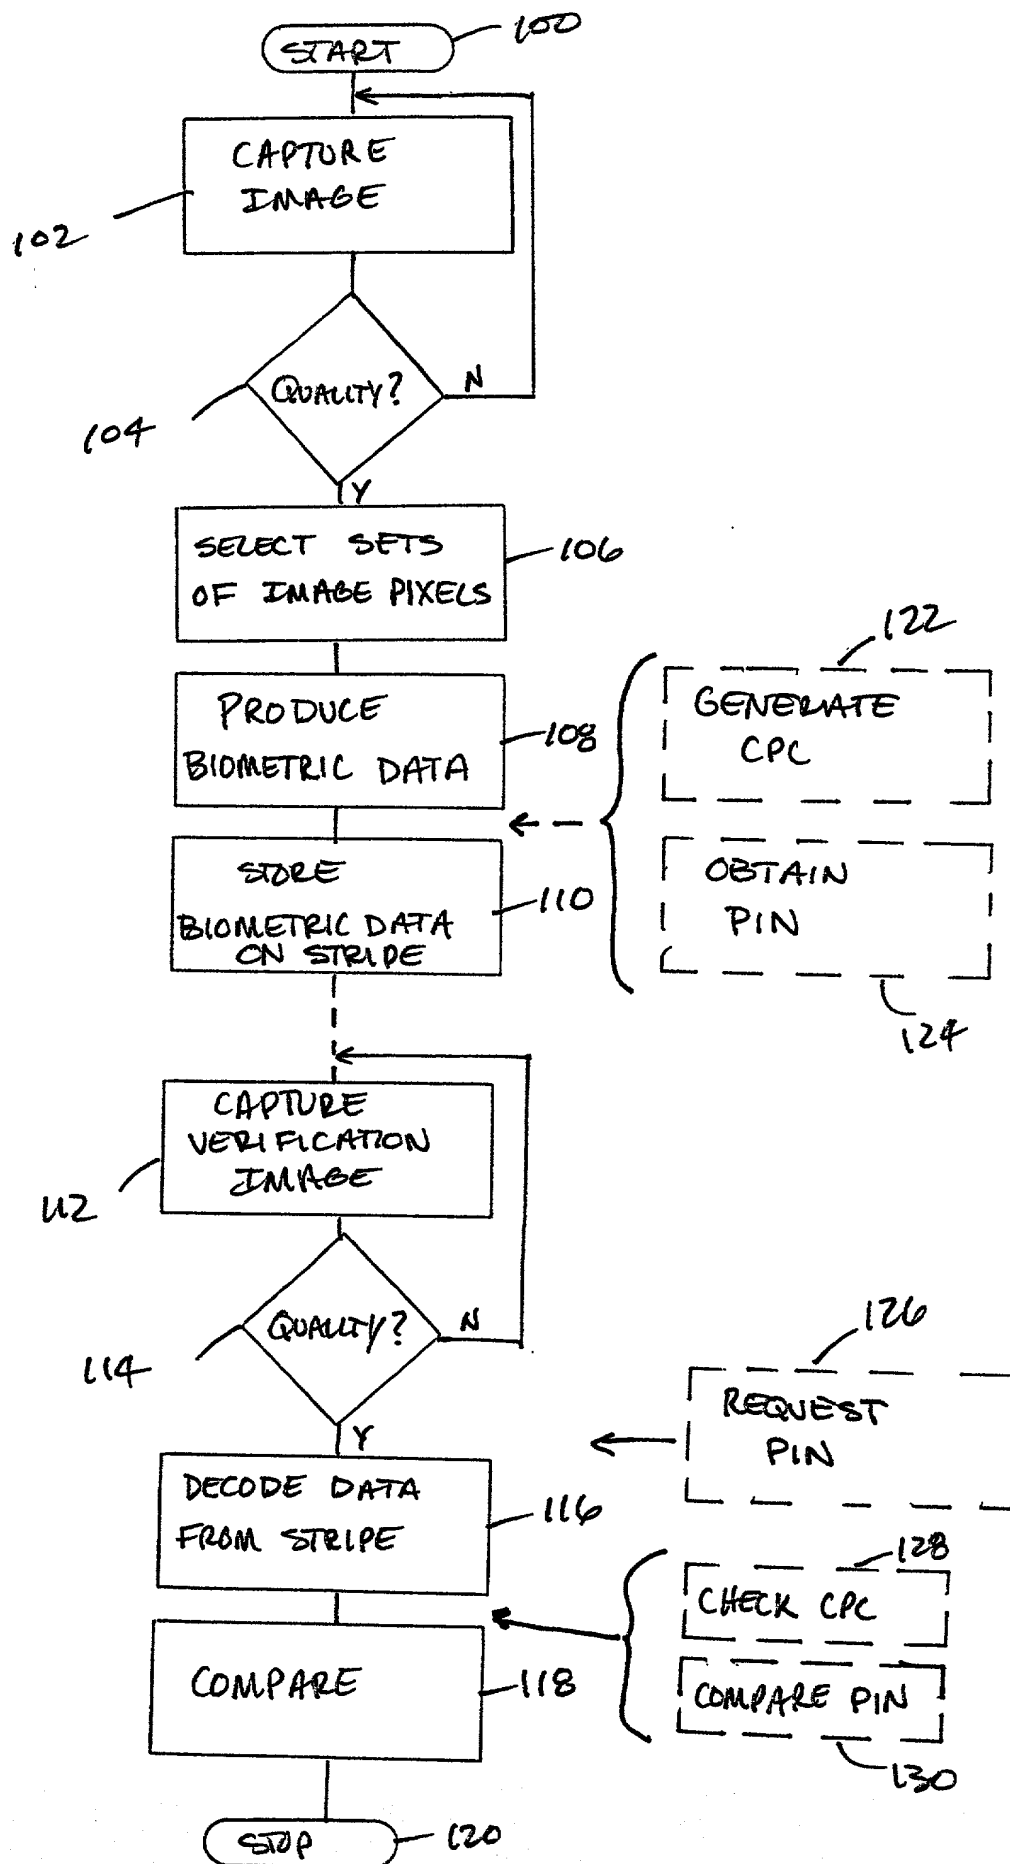 START
100
CAPTURE
IMAGE
102
QUALITY?
N
104
Y
SELECT SETS
OF IMAGE PIXELS
106
PRODUCE
BIOMETRIC DATA
108
122
GENERATE
CPC
STORE
BIOMETRIC DATA
ON STRIPE
110
OBTAIN
PIN
124
CAPTURE
VERIFICATION
IMAGE
112
QUALITY?
N
114
Y
126
REQUEST
PIN
DECODE DATA
FROM STRIPE
116
128
CHECK CPC
COMPARE
118
COMPARE PIN
130
STOP
120